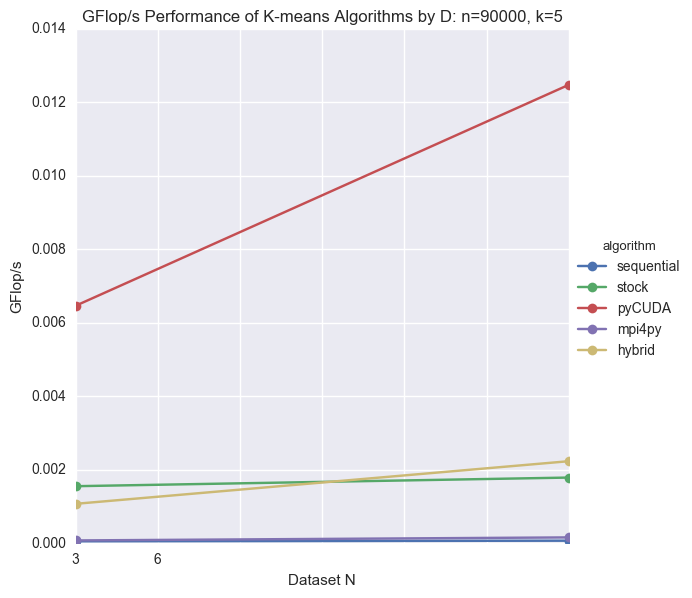 GFlop/s Performance of K-means Algorithms by D: n=90000, k=5
0.014
0.012
0.010
0.008
0.006
0.004
0.002
0.000
GFlop/s
3 6
Dataset N
algorithm
sequential
stock
pyCUDA
mpi4py
hybrid